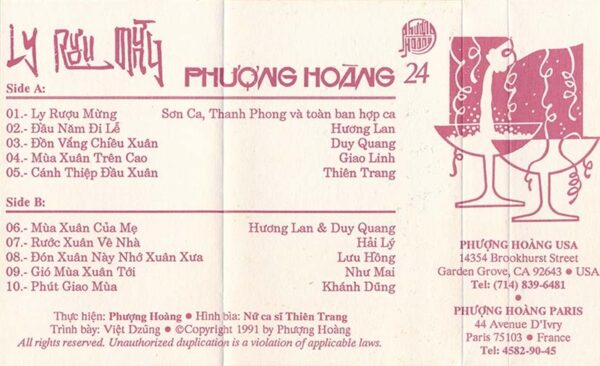 LY RƯỢU MỪNG
PHƯỢNG HOÀNG
PHƯỢNG HOÀNG 24
Side A:
01.- Ly Rượu Mừng Sơn Ca, Thanh Phong và toàn ban hợp ca
02.- Đầu Năm Đi Lễ Hương Lan
03.- Đồn Vắng Chiều Xuân Duy Quang
04.- Mùa Xuân Trên Cao Giao Linh
05.- Cánh Thiệp Đầu Xuân Thiên Trang
Side B:
06.- Mùa Xuân Của Mẹ Hương Lan & Duy Quang
07.- Rước Xuân Về Nhà Hải Lý
08.- Đón Xuân Này Nhớ Xuân Xưa Lưu Hồng
09.- Gió Mùa Xuân Tới Như Mai
10.- Phút Giao Mùa Khánh Dũng
Thực hiện: Phượng Hoàng • Hình bìa: Nữ ca sĩ Thiên Trang
Trình bày: Việt Dzũng • ©Copyright 1991 by Phượng Hoàng
All rights reserved. Unauthorized duplication is a violation of applicable laws.
PHƯỢNG HOÀNG USA
14354 Brookhurst Street
Garden Grove, CA 92643 • USA
Tel: (714) 839-6481
•
PHƯỢNG HOÀNG PARIS
44 Avenue D'Ivry
Paris 75103 • France
Tel: 4582-90-45